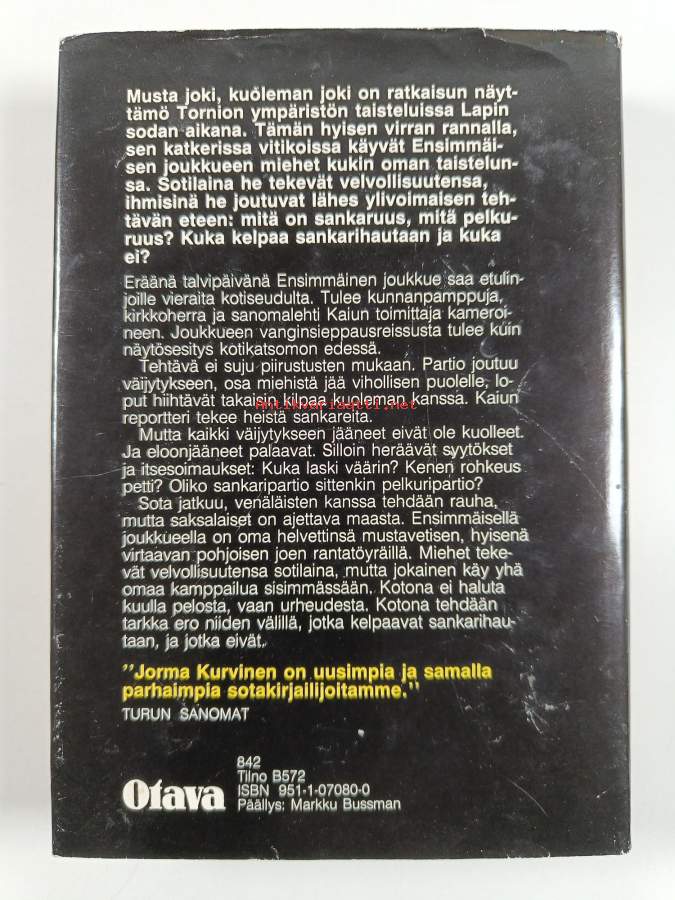 Musta joki, kuoleman joki on ratkaisun näyt-
tämö Tornion ympäristön taisteluissa Lapin
sodan aikana. Tämän hyisen virran rannalla,
sen katkerissa vitikoissa käyvät Ensimmäi-
sen joukkueen miehet kukin oman taistelun-
sa. Sotilaina he tekevät velvollisuutensa,
ihmisinä he joutuvat lähes ylivoimaisen teh-
tävän eteen: mitä on sankaruus, mitä pelku-
ruus? Kuka kelpaa sankarihautaan ja kuka
ei?
Eräänä talvipäivänä Ensimmäinen joukkue saa etulin-
joille vieraita kotiseudulta. Tulee kunnanpamppuja,
kirkkoherra ja sanomalehti Kaiun toimittaja kameroi-
neen. Joukkueen vanginsieppausreissusta tulee kuin
näytösesitys kotikatsomon edessä.
Tehtävä ei suju piirustusten mukaan. Partio joutuu
väijytykseen, osa miehistä jää vihollisen puolelle, lo-
put hiihtävät takaisin kilpaa kuoleman kanssa. Kaiun
antikvariaatti.net
reportteri tekee heistä sankareita.
Mutta kaikki väijytykseen jääneet eivät ole kuolleet.
Ja eloonjääneet palaavat. Silloin heräävät syytökset
ja itsesoimaukset: Kuka laski väärin? Kenen rohkeus
petti? Oliko sankaripartio sittenkin pelkuripartio?
Sota jatkuu, venäläisten kanssa tehdään rauha,
mutta saksalaiset on ajettava maasta. Ensimmäisellä
joukkueella on oma helvettinsä mustavetisen, hyisenä
virtaavan pohjoisen joen rantatöyräillä. Miehet teke-
vät velvollisuutensa sotilaina, mutta jokainen käy yhä
omaa kamppailua sisimmässään. Kotona ei haluta
kuulla pelosta, vaan urheudesta. Kotona tehdään
tarkka ero niiden välillä, jotka kelpaavat sankarihau-
taan, ja jotka eivät.
"Jorma Kurvinen on uusimpia ja samalla
parhaimpia sotakirjailijoitamme."
TURUN SANOMAT
Otava
842
Tilno B572
ISBN 951-1-07080-0
Päällys: Markku Bussman